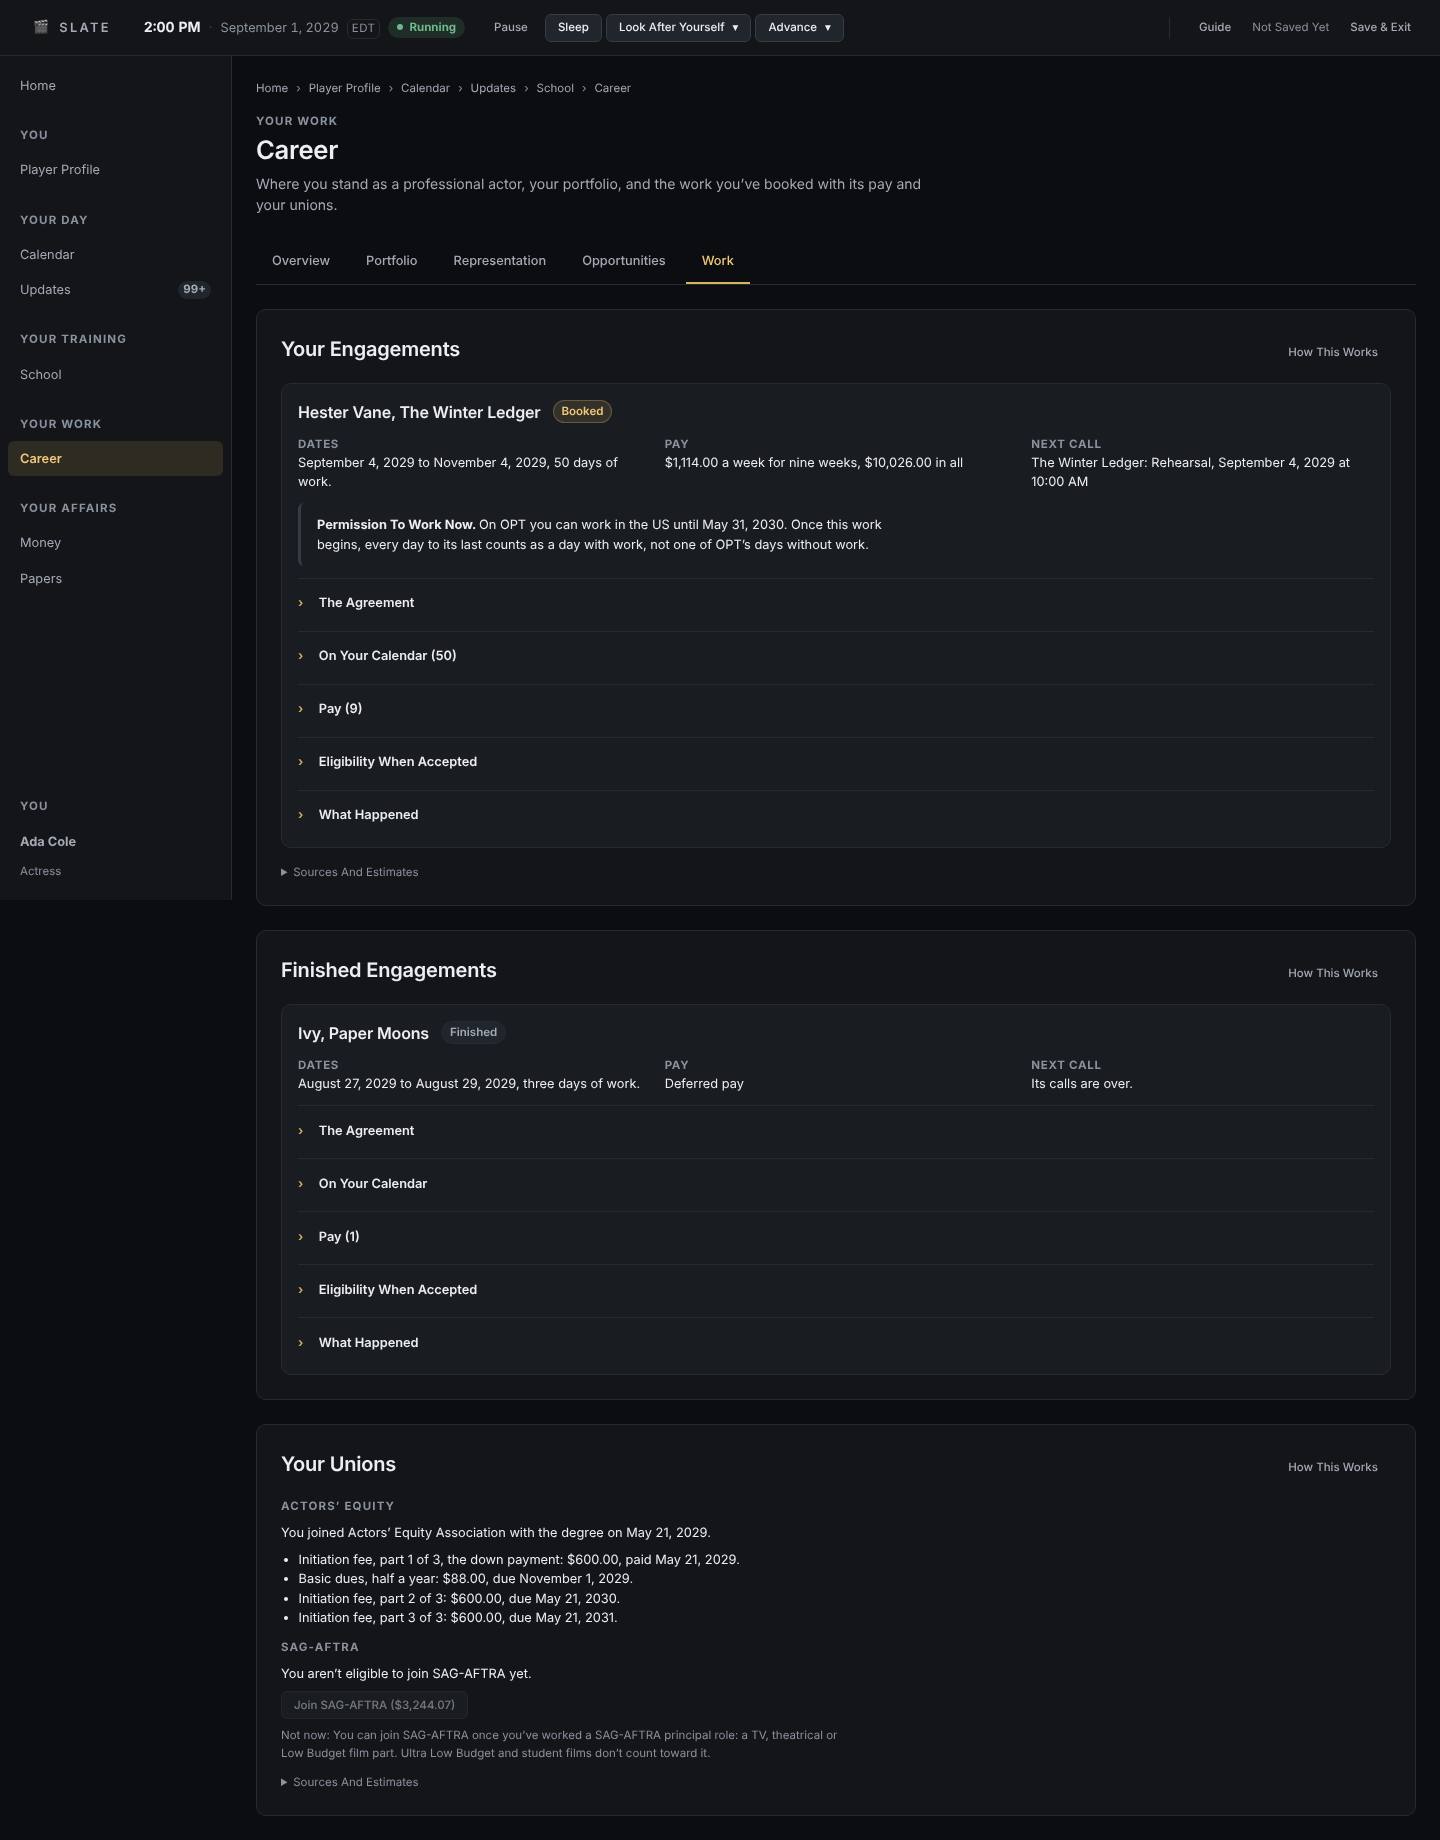 SLATE
2:00 PM · September 1, 2029 EDT Running Pause Sleep Look After Yourself ▾ Advance ▾ Guide Not Saved Yet Save & Exit
Home
YOU
Player Profile
YOUR DAY
Calendar
Updates 99+
YOUR TRAINING
School
YOUR WORK
Career
YOUR AFFAIRS
Money
Papers
YOU
Ada Cole
Actress
Home › Player Profile › Calendar › Updates › School › Career
YOUR WORK
Career
Where you stand as a professional actor, your portfolio, and the work you’ve booked with its pay and
your unions.
Overview Portfolio Representation Opportunities Work
Your Engagements How This Works
Hester Vane, The Winter Ledger Booked
DATES
September 4, 2029 to November 4, 2029, 50 days of
work.
PAY
$1,114.00 a week for nine weeks, $10,026.00 in all
NEXT CALL
The Winter Ledger: Rehearsal, September 4, 2029 at
10:00 AM
Permission To Work Now. On OPT you can work in the US until May 31, 2030. Once this work
begins, every day to its last counts as a day with work, not one of OPT’s days without work.
› The Agreement
› On Your Calendar (50)
› Pay (9)
› Eligibility When Accepted
› What Happened
▶ Sources And Estimates
Finished Engagements How This Works
Ivy, Paper Moons Finished
DATES
August 27, 2029 to August 29, 2029, three days of work.
PAY
Deferred pay
NEXT CALL
Its calls are over.
› The Agreement
› On Your Calendar
› Pay (1)
› Eligibility When Accepted
› What Happened
Your Unions How This Works
ACTORS’ EQUITY
You joined Actors’ Equity Association with the degree on May 21, 2029.
• Initiation fee, part 1 of 3, the down payment: $600.00, paid May 21, 2029.
• Basic dues, half a year: $88.00, due November 1, 2029.
• Initiation fee, part 2 of 3: $600.00, due May 21, 2030.
• Initiation fee, part 3 of 3: $600.00, due May 21, 2031.
SAG-AFTRA
You aren’t eligible to join SAG-AFTRA yet.
Join SAG-AFTRA ($3,244.07)
Not now: You can join SAG-AFTRA once you’ve worked a SAG-AFTRA principal role: a TV, theatrical or
Low Budget film part. Ultra Low Budget and student films don’t count toward it.
▶ Sources And Estimates